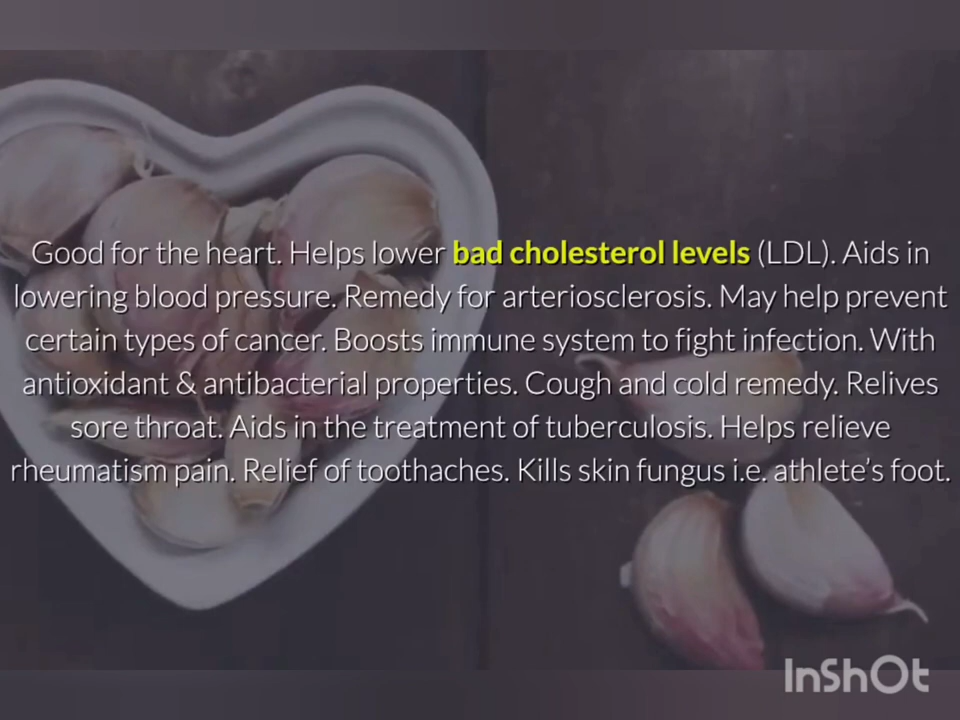 Good for the heart. Helps lower bad cholesterol levels (LDL). Aids in
lowering blood pressure. Remedy for arteriosclerosis. May help prevent
certain types of cancer. Boosts immune system to fight infection. With
antioxidant & antibacterial properties. Cough and cold remedy. Relives
sore throat. Aids in the treatment of tuberculosis. Helps relieve
rheumatism pain. Relief of toothaches. Kills skin fungus i.e. athlete’s foot.
InShOt